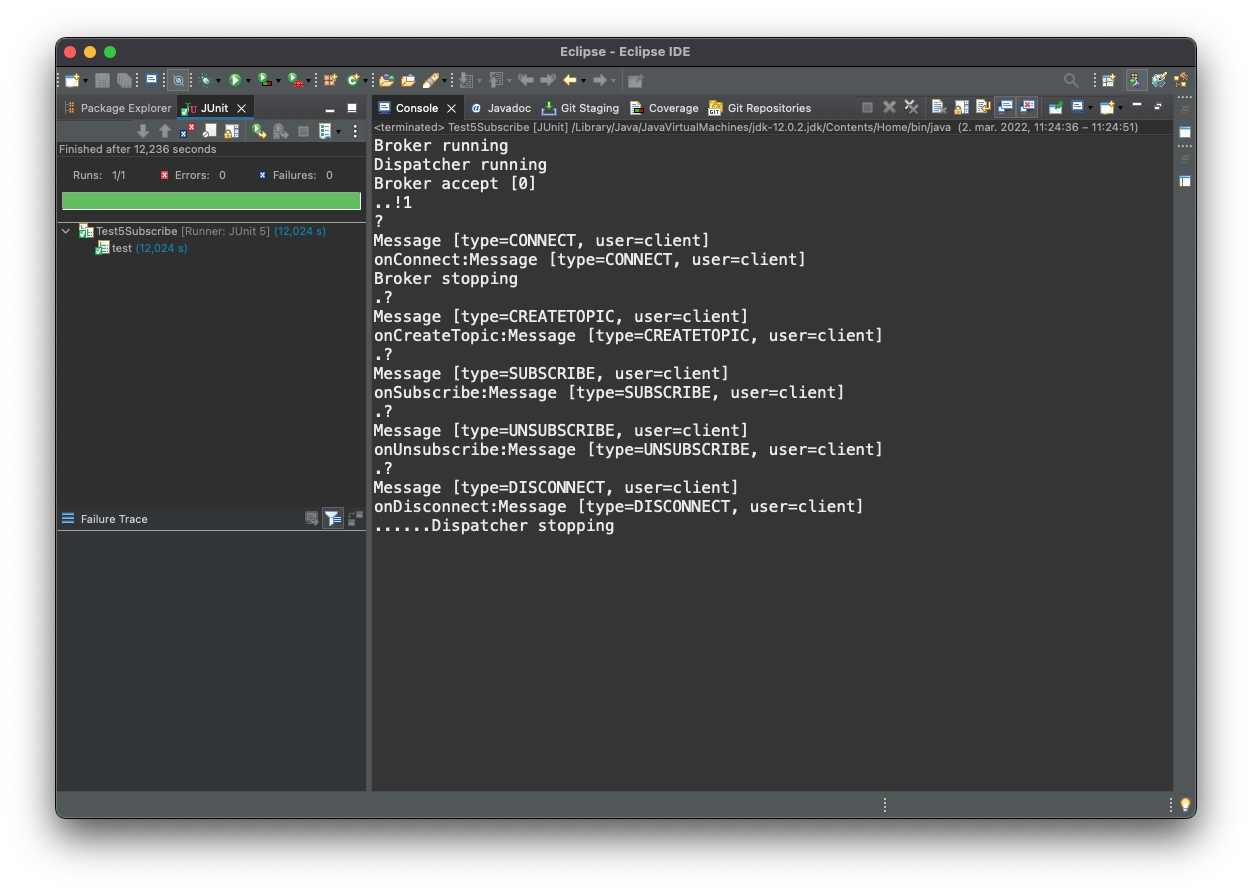 Eclipse - Eclipse IDE
Package Explorer
JUnit
Finished after 12,236 seconds
Runs: 1/1 Errors: 0 Failures: 0
Test5Subscribe [Runner: JUnit 5] (12,024 s)
test (12,024 s)
Failure Trace
Console @ Javadoc Git Staging Coverage GIT Git Repositories
<terminated> Test5Subscribe [JUnit] /Library/Java/JavaVirtualMachines/jdk-12.0.2.jdk/Contents/Home/bin/java (2. mar. 2022, 11:24:36 – 11:24:51)
Broker running
Dispatcher running
Broker accept [0]
..!1
?
Message [type=CONNECT, user=client]
onConnect:Message [type=CONNECT, user=client]
Broker stopping
.?
Message [type=CREATETOPIC, user=client]
onCreateTopic:Message [type=CREATETOPIC, user=client]
.?
Message [type=SUBSCRIBE, user=client]
onSubscribe:Message [type=SUBSCRIBE, user=client]
.?
Message [type=UNSUBSCRIBE, user=client]
onUnsubscribe:Message [type=UNSUBSCRIBE, user=client]
.?
Message [type=DISCONNECT, user=client]
onDisconnect:Message [type=DISCONNECT, user=client]
......Dispatcher stopping